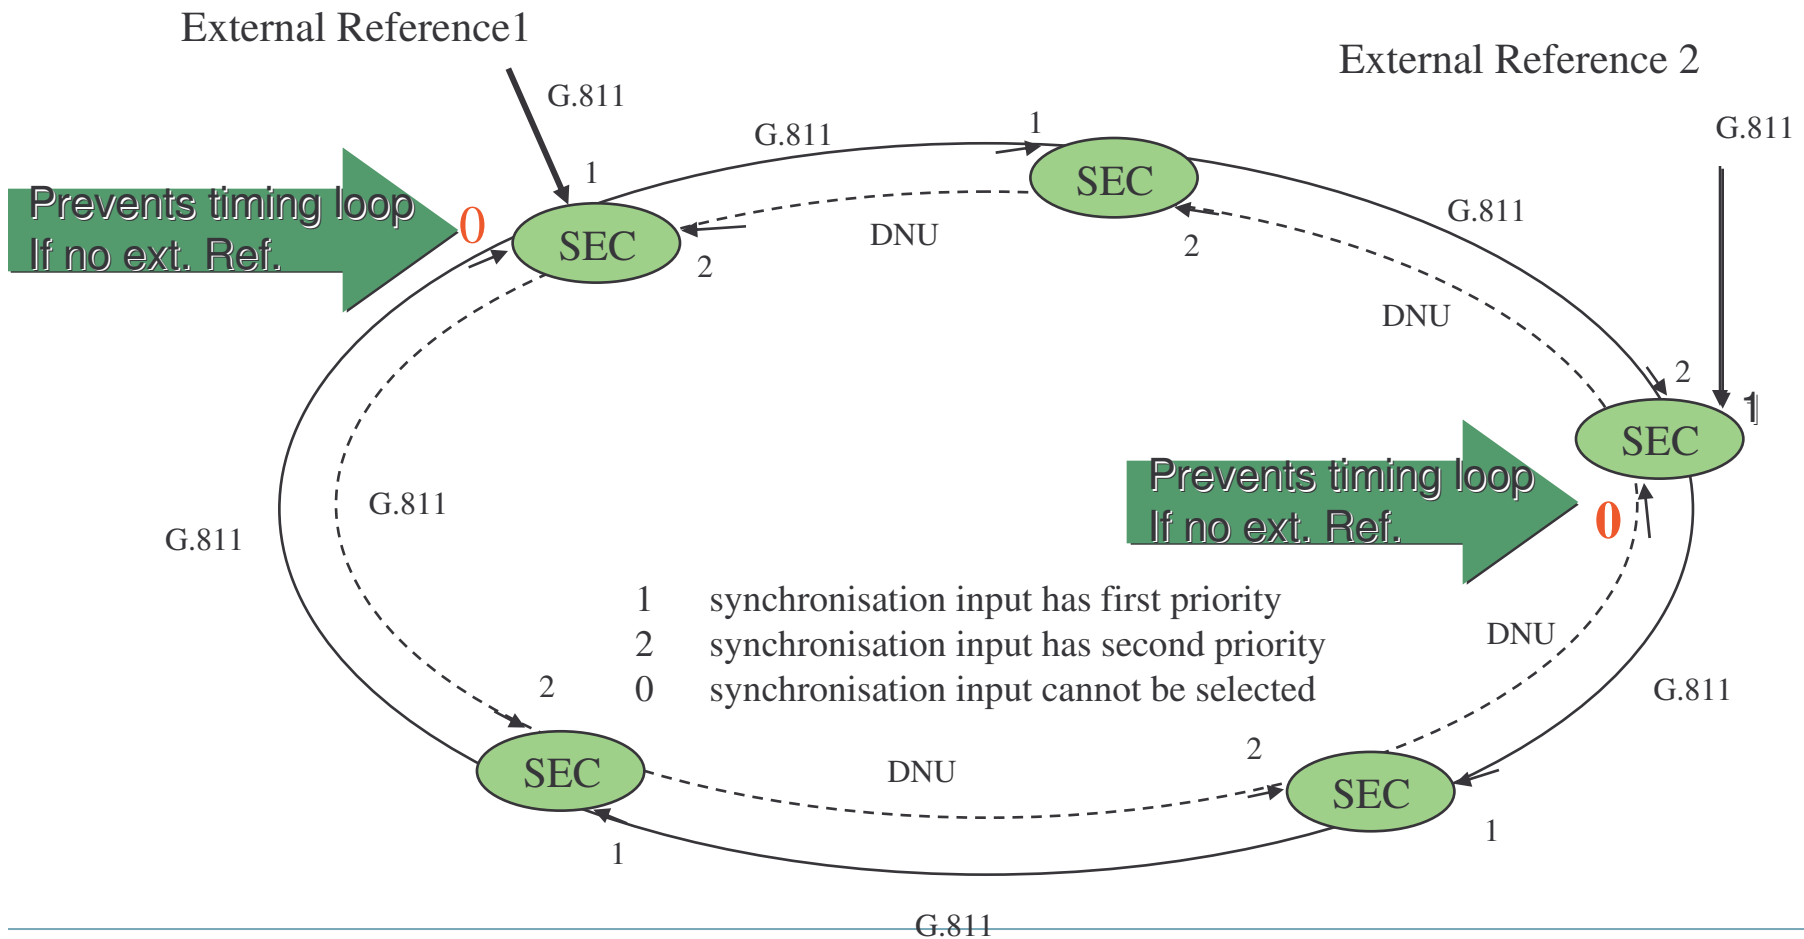 External Reference1
External Reference 2
G.811
G.811
1
G.811
1
Prevents timing loop
If no ext. Ref.
0
SEC
2
SEC
DNU
2
G.811
DNU
2
1
SEC
Prevents timing loop
If no ext. Ref.
0
G.811
G.811
1 synchronisation input has first priority
2 synchronisation input has second priority
0 synchronisation input cannot be selected
DNU
G.811
2
SEC
DNU
2
SEC
1
1
G.811